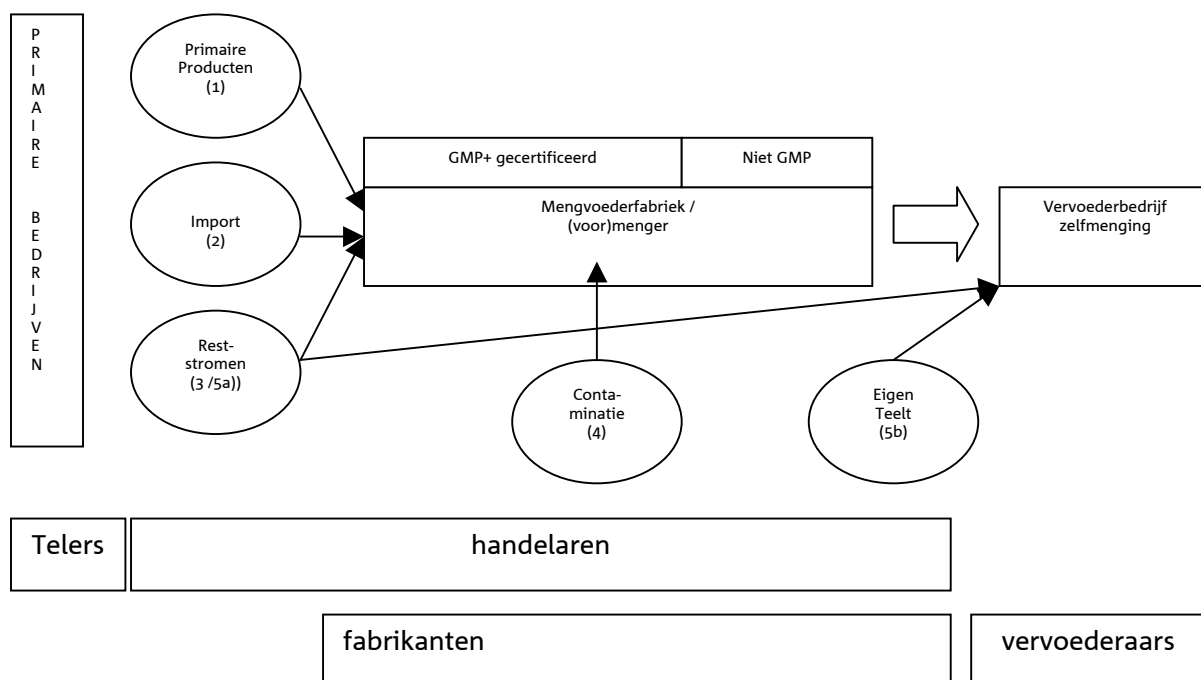 P
R
I
M
A
I
R
E
B
E
D
R
I
J
V
E
N
Primaire
Producten
(1)
Import
(2)
Rest-
stromen
(3 /5a))
GMP+ gecertificeerd
Niet GMP
Mengvoederfabriek /
(voor)menger
Vervoederbedrijf
zelfmenging
Conta-
minatie
(4)
Eigen
Teelt
(5b)
Telers
handelaren
fabrikanten
vervoederaars